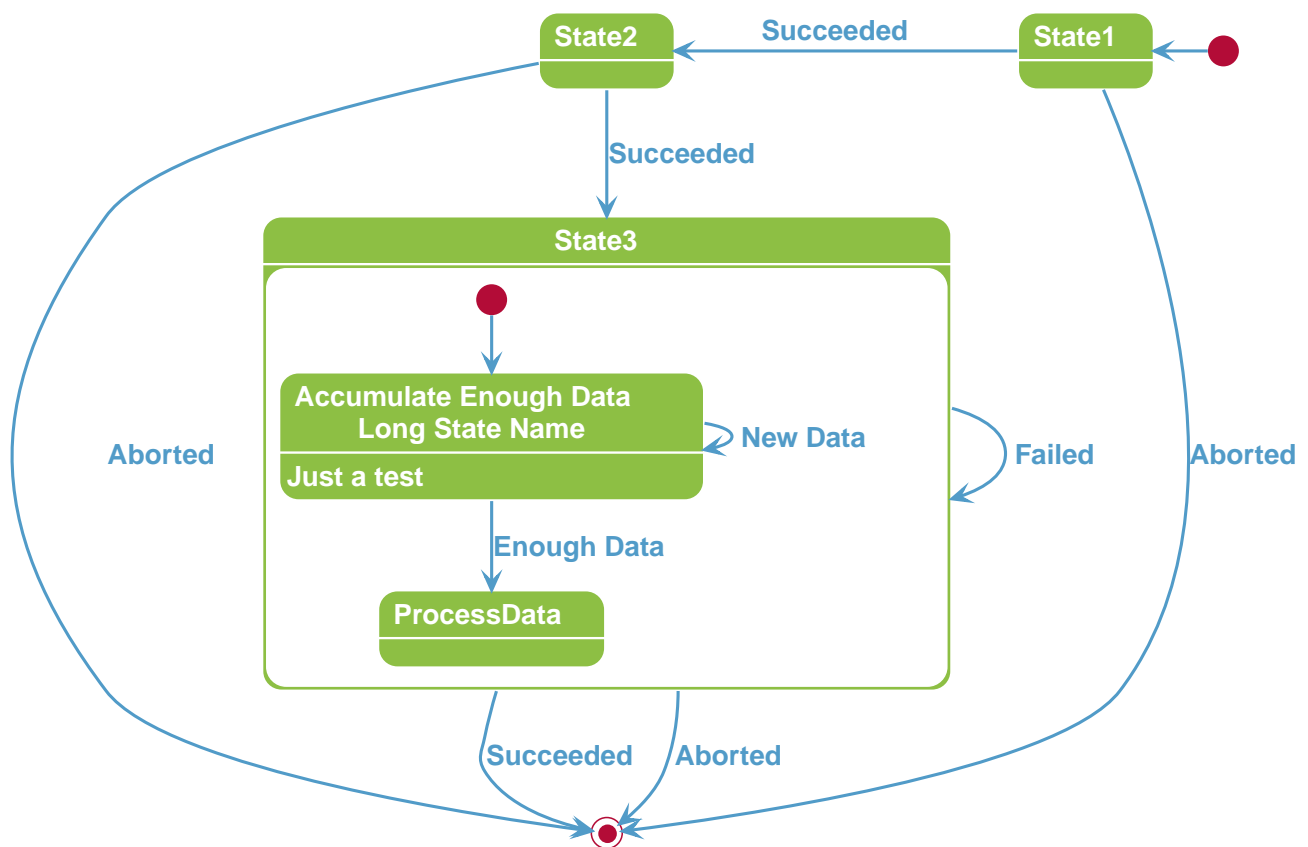 State2
Succeeded
State1
Succeeded
State3
Accumulate Enough Data
Long State Name
New Data
Just a test
Aborted
Failed
Aborted
Enough Data
ProcessData
Succeeded
Aborted